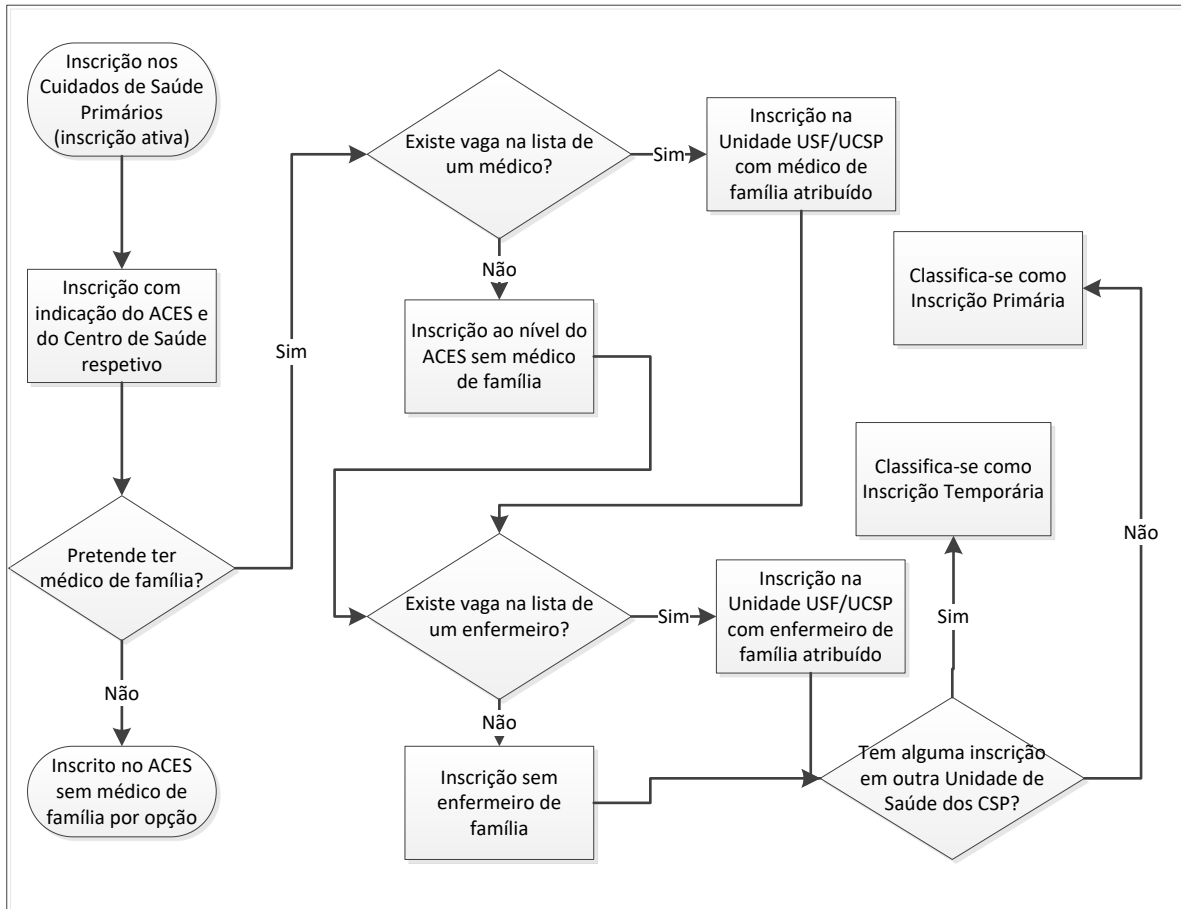 Inscrição nos
Cuidados de Saúde
Primários
(inscrição ativa)
Inscrição com
indicação do ACES e
do Centro de Saúde
respetivo
Pretende ter
médico de família?
Sim
Não
Inscrito no ACES
sem médico de
família por opção
Existe vaga na lista de
um médico?
Sim
Inscrição na
Unidade USF/UCSP
com médico de
família atribuído
Não
Inscrição ao nível do
ACES sem médico
de família
Existe vaga na lista de
um enfermeiro?
Sim
Inscrição na
Unidade USF/UCSP
com enfermeiro de
família atribuído
Não
Inscrição sem
enfermeiro de
família
Tem alguma inscrição
em outra Unidade de
Saúde dos CSP?
Sim
Classifica-se como
Inscrição Temporária
Não
Classifica-se como
Inscrição Primária